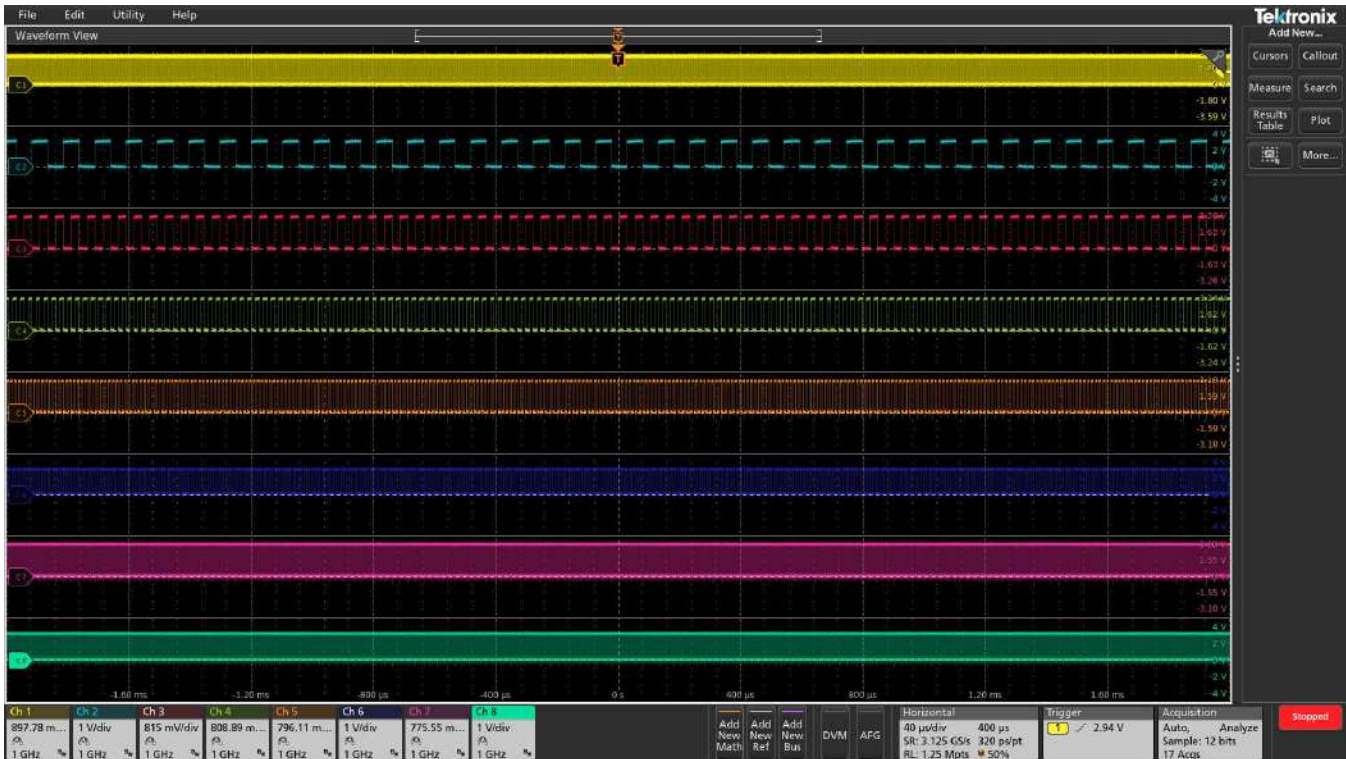 File Edit Utility Help
Tektronix
Waveform View
Add New...
T
Cursors Callout
C1
Measure Search
-1.80 V
-3.59 V
Results Table Plot
4 V
2 V
More...
C2
-2 V
-4 V
1.63 V
-1.63 V
-3.26 V
C4
1.62 V
-1.62 V
-3.24 V
C5
1.59 V
-1.59 V
-3.18 V
C7
1.55 V
-1.55 V
-3.10 V
4 V
2 V
C8
-2 V
-4 V
-1.60 ms -1.20 ms -800 µs -400 µs 0 s 400 µs 800 µs 1.20 ms 1.60 ms
Ch 1 Ch 2 Ch 3 Ch 4 Ch 5 Ch 6 Ch 7 Ch 8
897.78 m... 1 V/div 815 mV/div 808.89 m... 796.11 m... 1 V/div 775.55 m... 1 V/div
1 GHz 1 GHz 1 GHz 1 GHz 1 GHz 1 GHz 1 GHz 1 GHz
Add New Math
Add New Ref
Add New Bus
DVM
AFG
Horizontal
40 µs/div 400 µs
SR: 3.125 GS/s 320 ps/pt
RL: 1.25 Mpts 50%
Trigger
1 2.94 V
Acquisition
Auto, Analyze
Sample: 12 bits
17 Acqs
Stopped